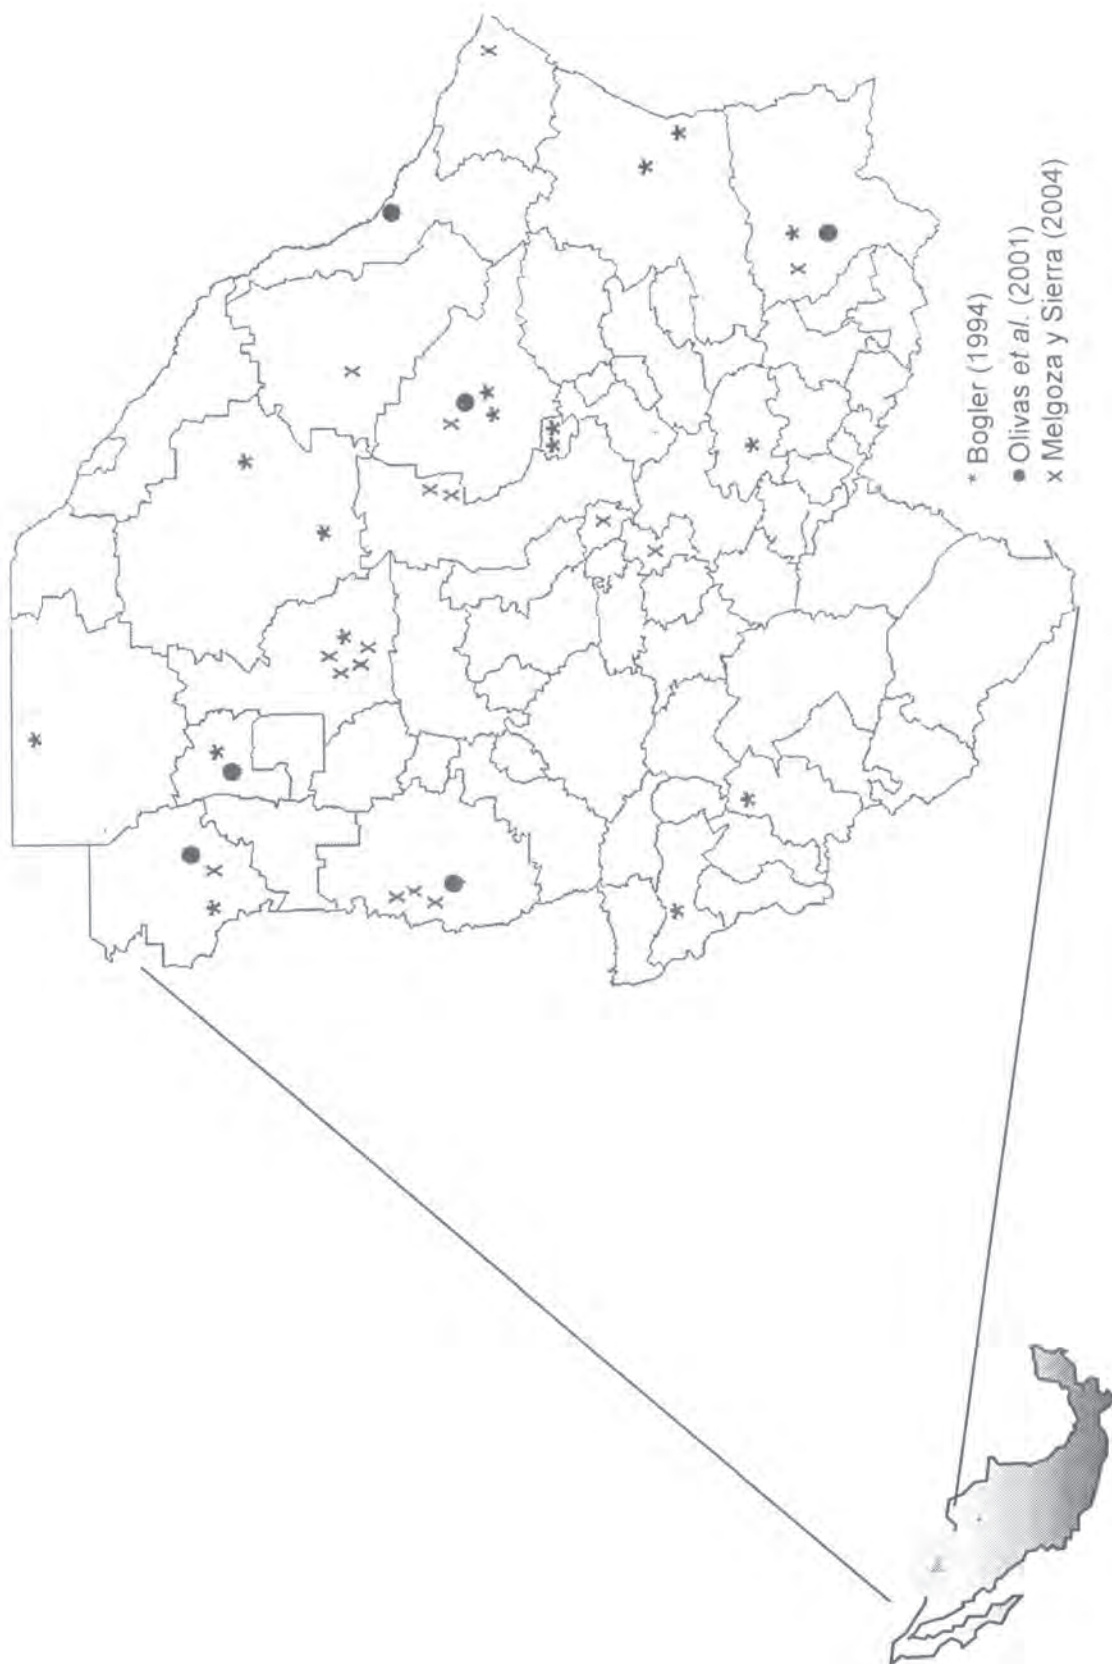 * Bogler (1994)
● Olivas et al. (2001)
x Melgoza y Sierra (2004)